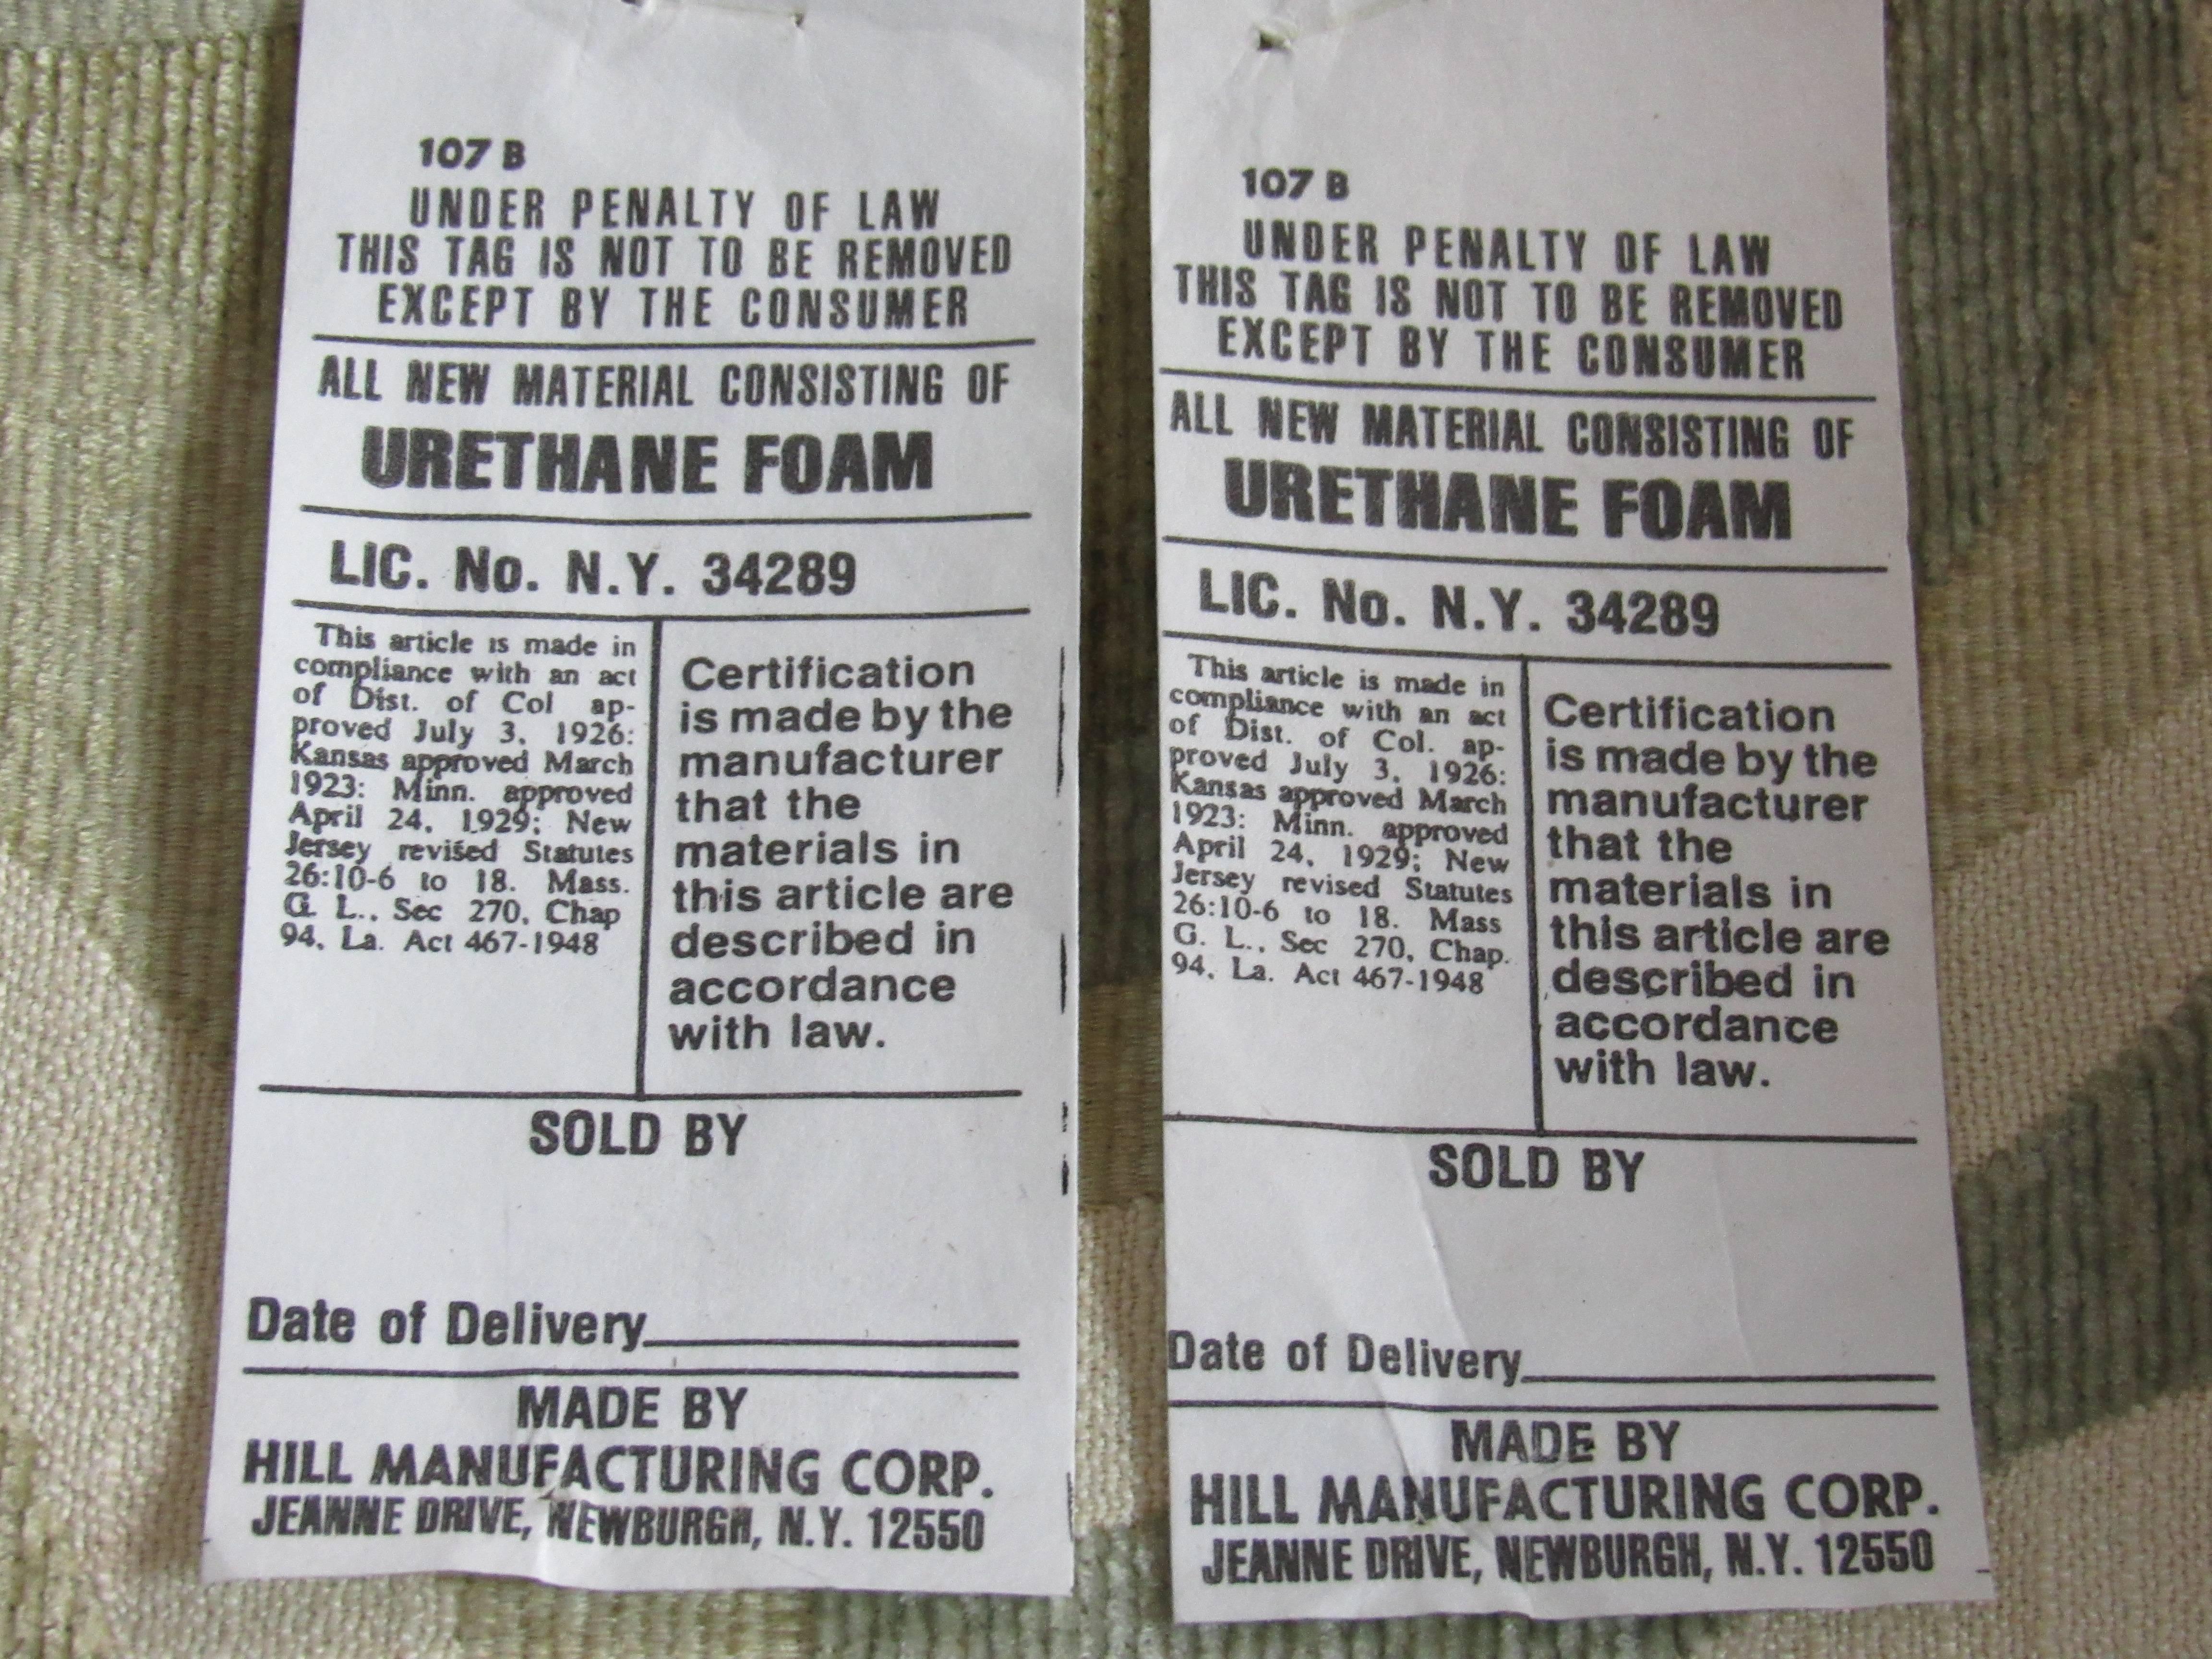 107 B
UNDER PENALTY OF LAW
THIS TAG IS NOT TO BE REMOVED
EXCEPT BY THE CONSUMER
ALL NEW MATERIAL CONSISTING OF
URETHANE FOAM
LIC. No. N.Y. 34289
This article is made in
compliance with an act
of Dist. of Col ap-
proved July 3, 1926:
Kansas approved March
1923: Minn. approved
April 24, 1929; New
Jersey revised Statutes
26:10-6 to 18. Mass.
G. L., Sec 270, Chap
94, La. Act 467-1948
Certification
is made by the
manufacturer
that the
materials in
this article are
described in
accordance
with law.
SOLD BY
Date of Delivery
MADE BY
HILL MANUFACTURING CORP.
JEANNE DRIVE, NEWBURGH, N.Y. 12550
107 B
UNDER PENALTY OF LAW
THIS TAG IS NOT TO BE REMOVED
EXCEPT BY THE CONSUMER
ALL NEW MATERIAL CONSISTING OF
URETHANE FOAM
LIC. No. N.Y. 34289
This article is made in
compliance with an act
of Dist. of Col. ap-
proved July 3, 1926:
Kansas approved March
1923: Minn. approved
April 24, 1929; New
Jersey revised Statutes
26:10-6 to 18. Mass
G. L., Sec 270, Chap.
94, La. Act 467-1948
Certification
is made by the
manufacturer
that the
materials in
this article are
described in
accordance
with law.
SOLD BY
Date of Delivery
MADE BY
HILL MANUFACTURING CORP.
JEANNE DRIVE, NEWBURGH, N.Y. 12550